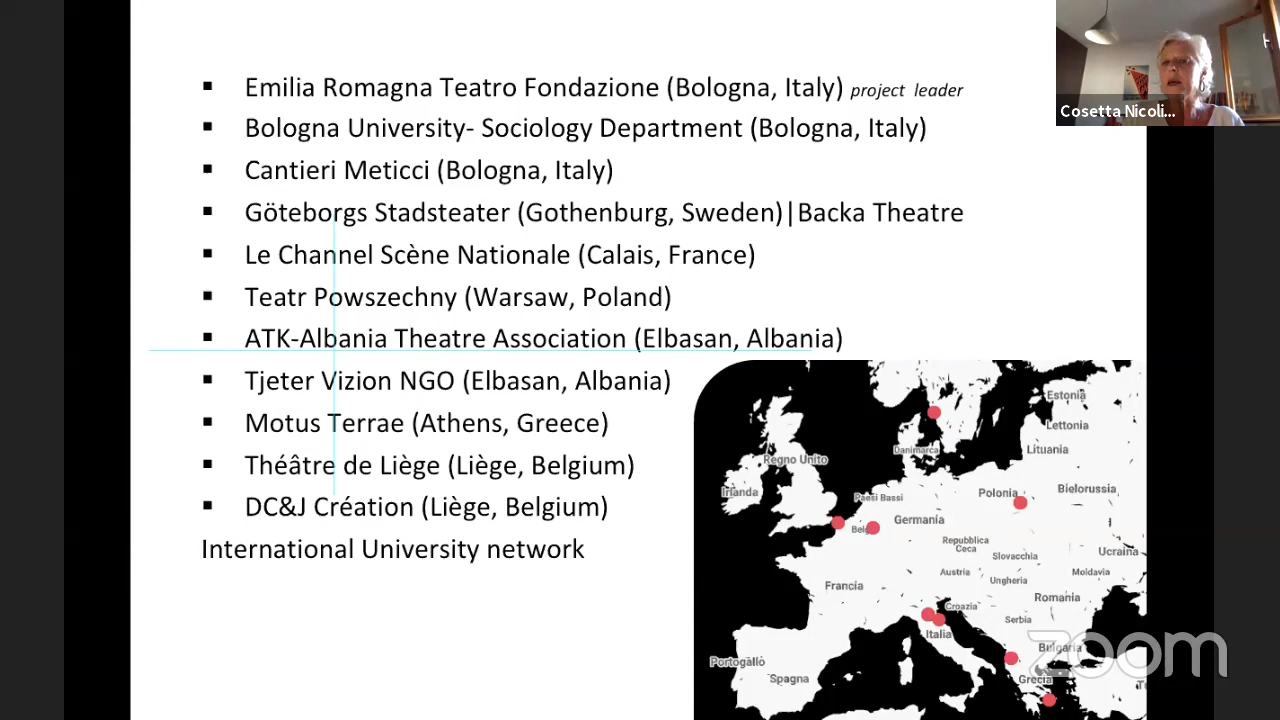 ▪ Emilia Romagna Teatro Fondazione (Bologna, Italy) project leader
▪ Bologna University- Sociology Department (Bologna, Italy)
▪ Cantieri Meticci (Bologna, Italy)
▪ Göteborgs Stadsteater (Gothenburg, Sweden)|Backa Theatre
▪ Le Channel Scène Nationale (Calais, France)
▪ Teatr Powszechny (Warsaw, Poland)
▪ ATK-Albania Theatre Association (Elbasan, Albania)
▪ Tjeter Vizion NGO (Elbasan, Albania)
▪ Motus Terrae (Athens, Greece)
▪ Théâtre de Liège (Liège, Belgium)
▪ DC&J Création (Liège, Belgium)
International University network
Cosetta Nicoli...
Estonia
Lettonia
Danimarca
Lituania
Regno Unito
Irlanda
Paesi Bassi
Polonia
Bielorussia
Germania
Belg
Repubblica
Ceca
Slovacchia
Ucraina
Austria
Ungheria
Moldavia
Francia
Romania
Croazia
Serbia
Italia
Bulgaria
Portogallo
Spagna
Grecia
zoom